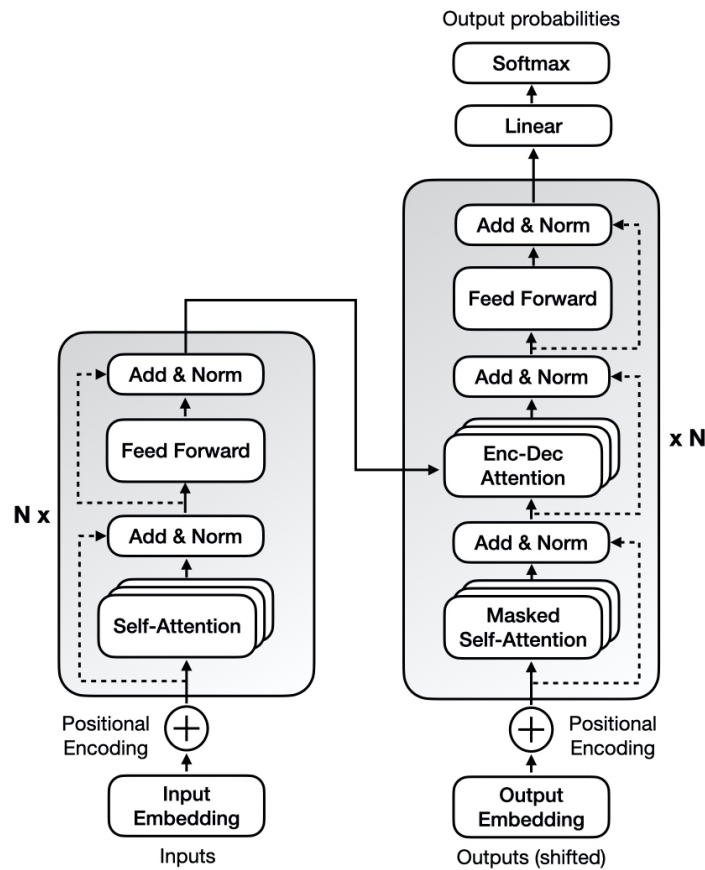 Output probabilities
Softmax
Linear
Add & Norm
Feed Forward
Add & Norm
Enc-Dec
Attention
Add & Norm
Masked
Self-Attention
x N
Positional
Encoding
Output
Embedding
Outputs (shifted)
Add & Norm
Feed Forward
N x
Add & Norm
Self-Attention
Positional
Encoding
Input
Embedding
Inputs